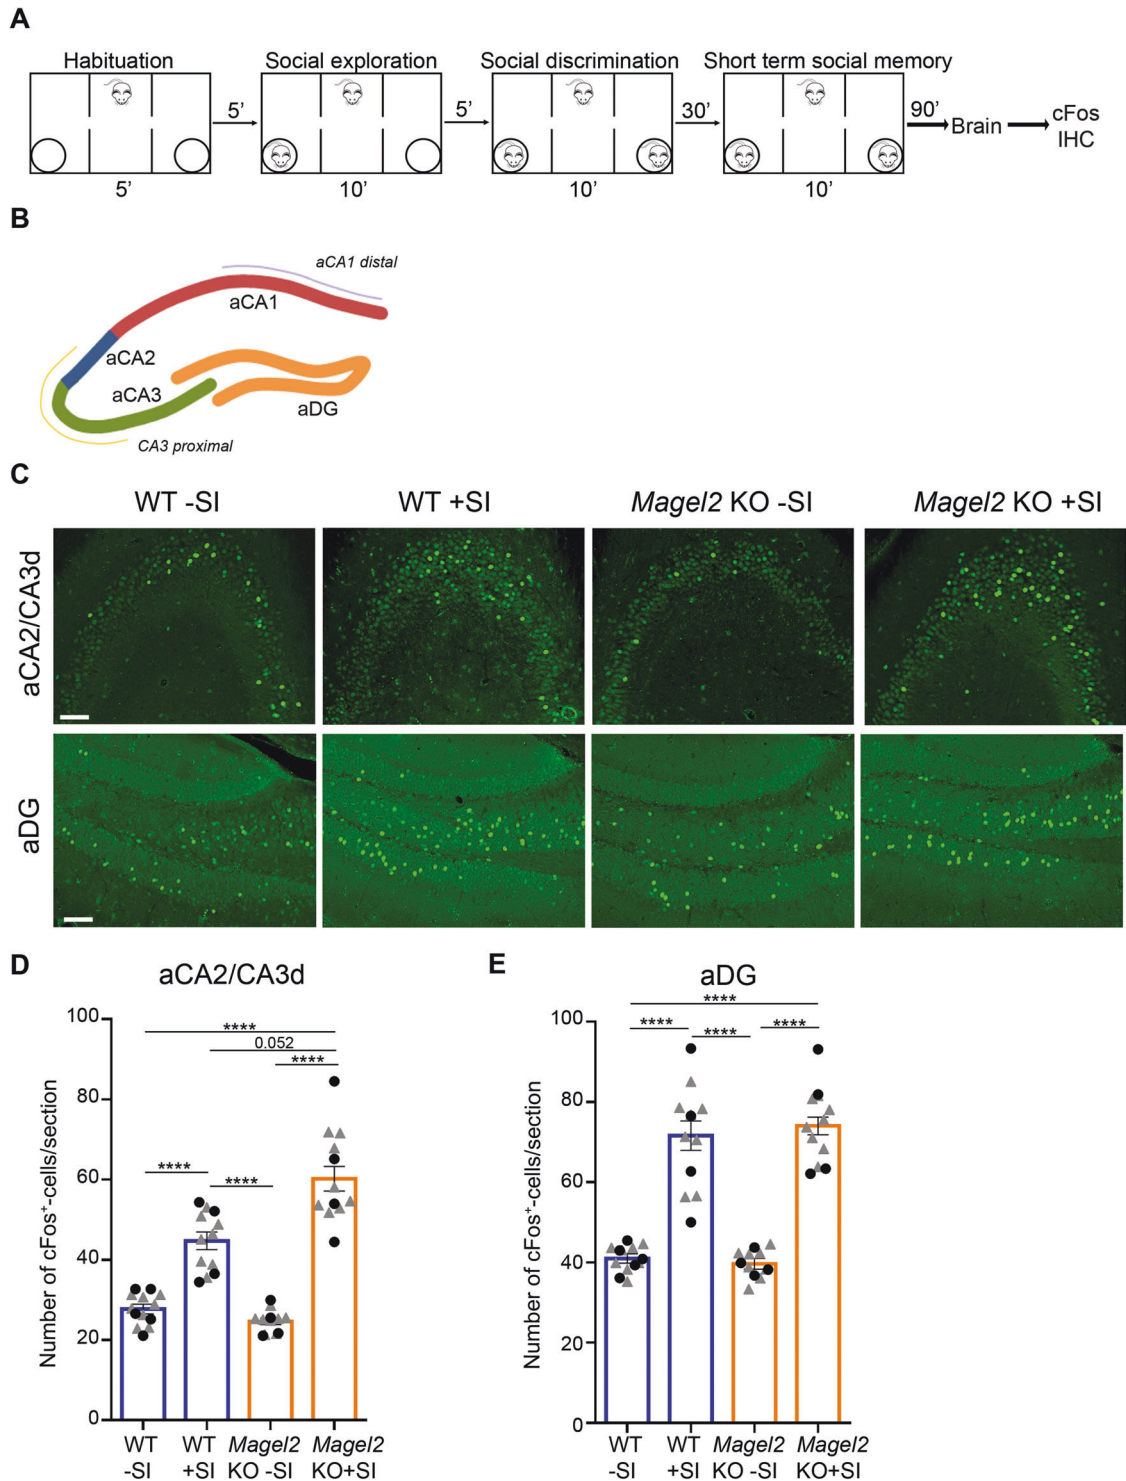 A
Habituation
Social exploration
Social discrimination
Short term social memory
5’
5’
30’
90’
Brain
cFos
IHC
5’
10’
10’
10’
B
aCA1 distal
aCA1
aCA2
aCA3
aDG
CA3 proximal
C
WT -SI
WT +SI
Magel2 KO -SI
Magel2 KO +SI
aCA2/CA3d
aDG
D
aCA2/CA3d
Number of cFos⁺-cells/section
100
80
60
40
20
0
****
0.052
****
****
****
WT
-SI
WT
+SI
Magel2
KO -SI
Magel2
KO+SI
E
aDG
Number of cFos⁺-cells/section
100
80
60
40
20
0
****
****
****
****
WT
-SI
WT
+SI
Magel2
KO -SI
Magel2
KO+SI